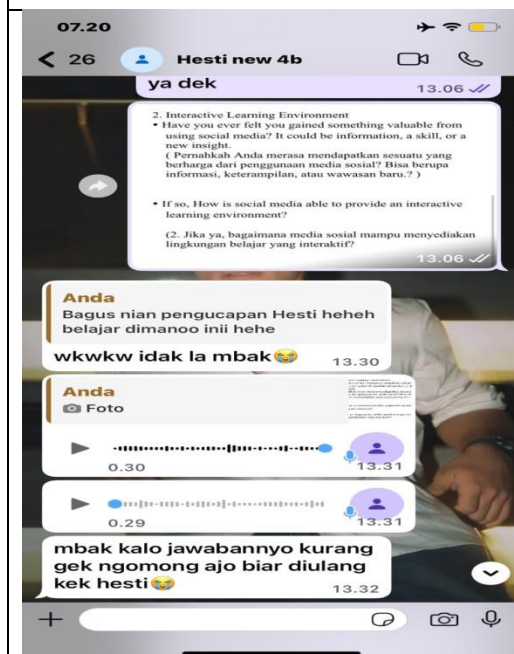 07.20
26 Hesti new 4b
ya dek
13.06
2. Interactive Learning Environment
• Have you ever felt you gained something valuable from
using social media? It could be information, a skill, or a
new insight.
( Pernahkah Anda merasa mendapatkan sesuatu yang
berharga dari penggunaan media sosial? Bisa berupa
informasi, keterampilan, atau wawasan baru.? )
• If so, How is social media able to provide an interactive
learning environment?
(2. Jika ya, bagaimana media sosial mampu menyediakan
lingkungan belajar yang interaktif?
13.06
Anda
Bagus nian pengucapan Hesti heheh
belajar dimanoo inii hehe
wkwkw idak la mbak😭
13.30
Anda
Foto
0.30
13.31
0.29
13.31
mbak kalo jawabannyo kurang
gek ngomong ajo biar diulang
kek hesti😭
13.32